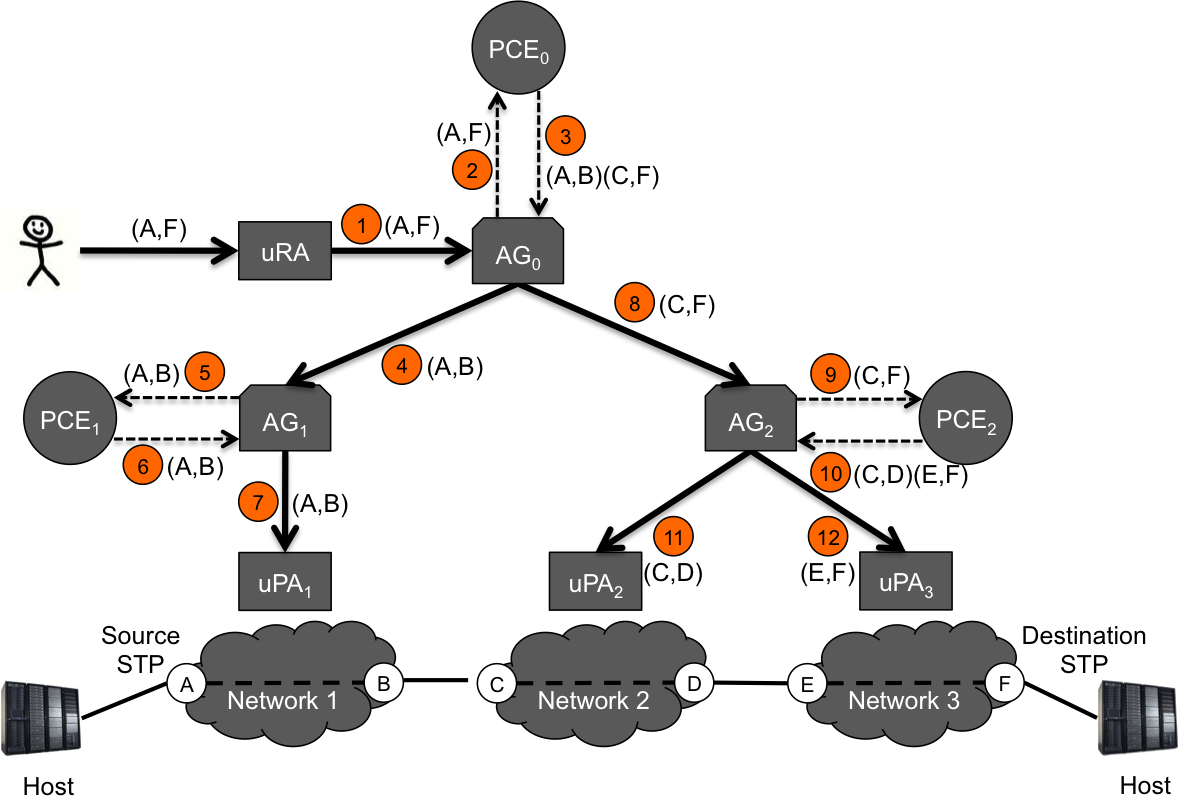 PCE0
(A,F)
2
3
(A,B)(C,F)
(A,F)
uRA
1
(A,F)
AG0
8
(C,F)
4
(A,B)
(A,B)
5
PCE1
AG1
6
(A,B)
9
(C,F)
AG2
PCE2
10
(C,D)(E,F)
7
(A,B)
11
(C,D)
12
(E,F)
uPA1
uPA2
uPA3
Source
STP
Destination
STP
A
Network 1
B
C
Network 2
D
E
Network 3
F
Host
Host